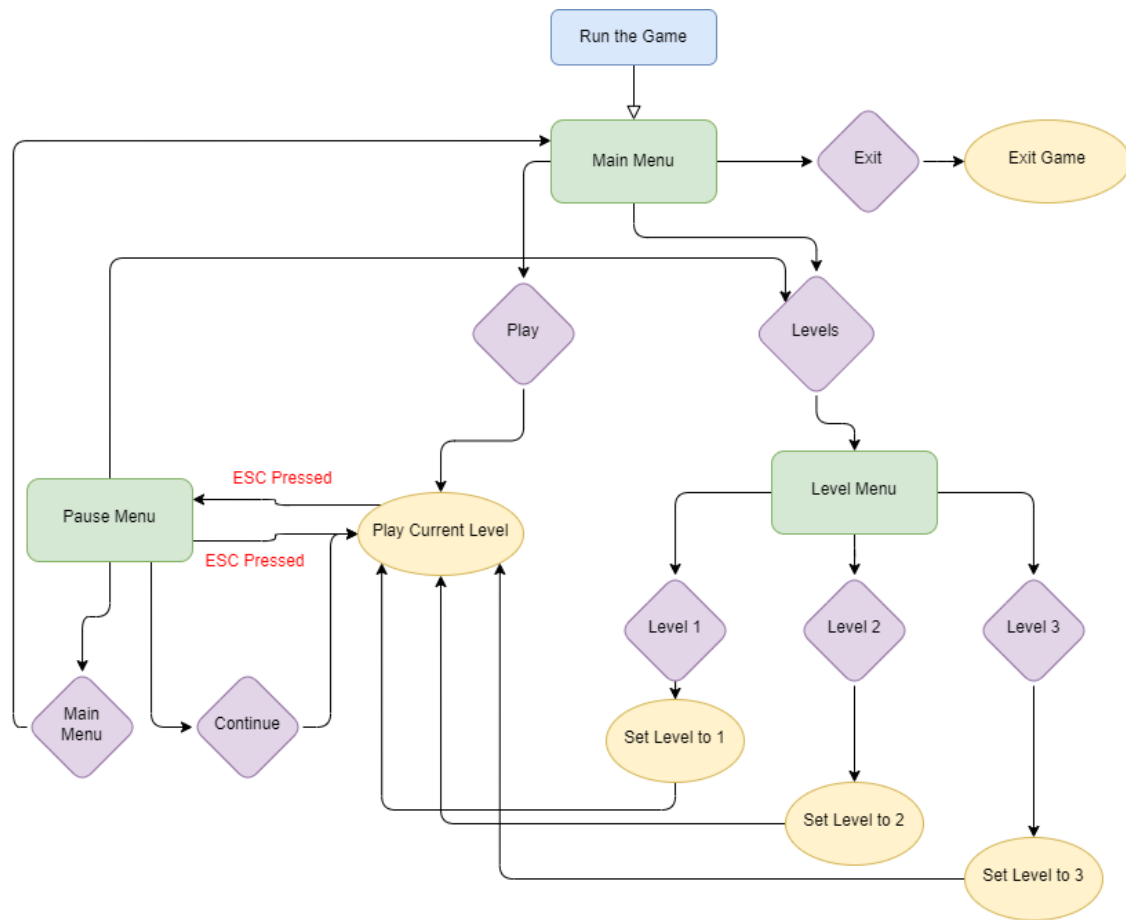 Run the Game
Main Menu
Exit
Exit Game
Play
Levels
ESC Pressed
Pause Menu
Play Current Level
Level Menu
ESC Pressed
Level 1
Level 2
Level 3
Main
Menu
Continue
Set Level to 1
Set Level to 2
Set Level to 3